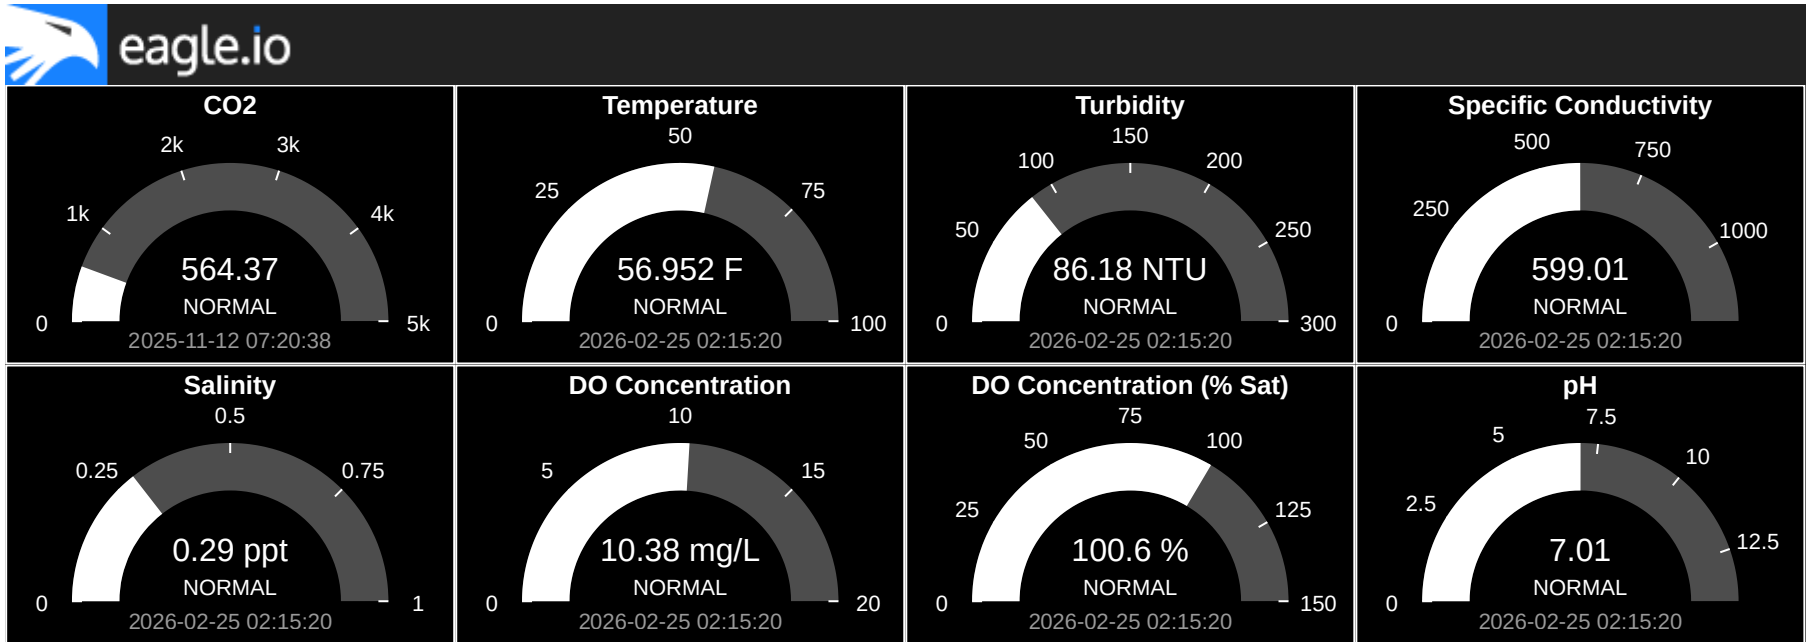 eagle.io
CO2
0
1k
2k
3k
4k
5k
564.37
NORMAL
2025-11-12 07:20:38
Temperature
0
25
50
75
100
56.952 F
NORMAL
2026-02-25 02:15:20
Turbidity
0
50
100
150
200
250
300
86.18 NTU
NORMAL
2026-02-25 02:15:20
Specific Conductivity
0
250
500
750
1000
599.01
NORMAL
2026-02-25 02:15:20
Salinity
0
0.25
0.5
0.75
1
0.29 ppt
NORMAL
2026-02-25 02:15:20
DO Concentration
0
5
10
15
20
10.38 mg/L
NORMAL
2026-02-25 02:15:20
DO Concentration (% Sat)
0
25
50
75
100
125
150
100.6 %
NORMAL
2026-02-25 02:15:20
pH
0
2.5
5
7.5
10
12.5
7.01
NORMAL
2026-02-25 02:15:20